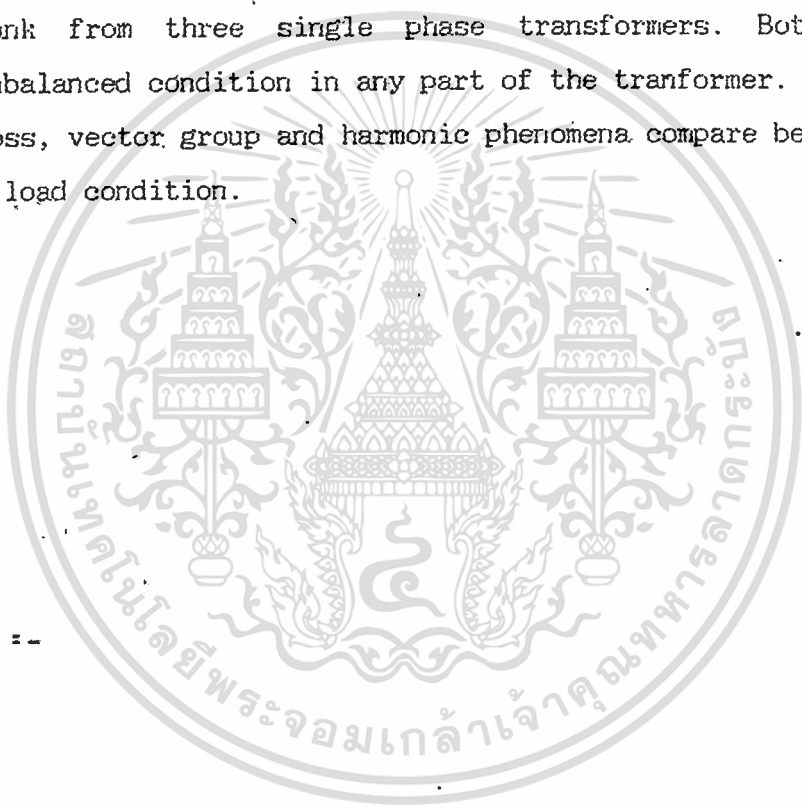 from three single phase transformers. Bot
balanced condition in any part of the tranformer.
oss, vector group and harmonic phenomena compare be
load condition.
สถาบันเทคโนโลยีพระจอมเกล้าเจ้าคุณทหารลาดกระบัง
:-